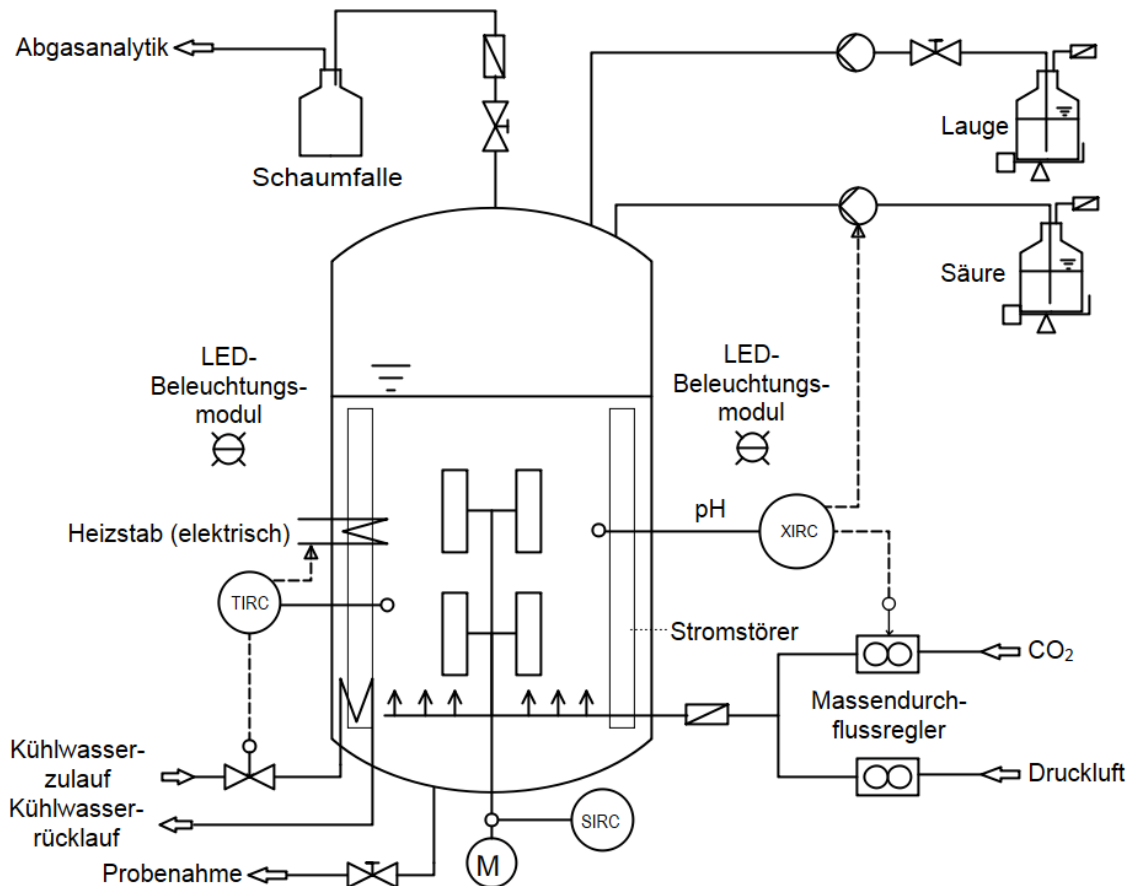 Abgasanalytik
Schaumfalle
Lauge
Säure
LED-
Beleuchtungs-
modul
LED-
Beleuchtungs-
modul
Heizstab (elektrisch)
pH
XIRC
TIRC
Stromstörer
CO₂
Massendurch-
flussregler
Druckluft
Kühlwasser-
zulauf
Kühlwasser-
rücklauf
SIRC
M
Probenahme